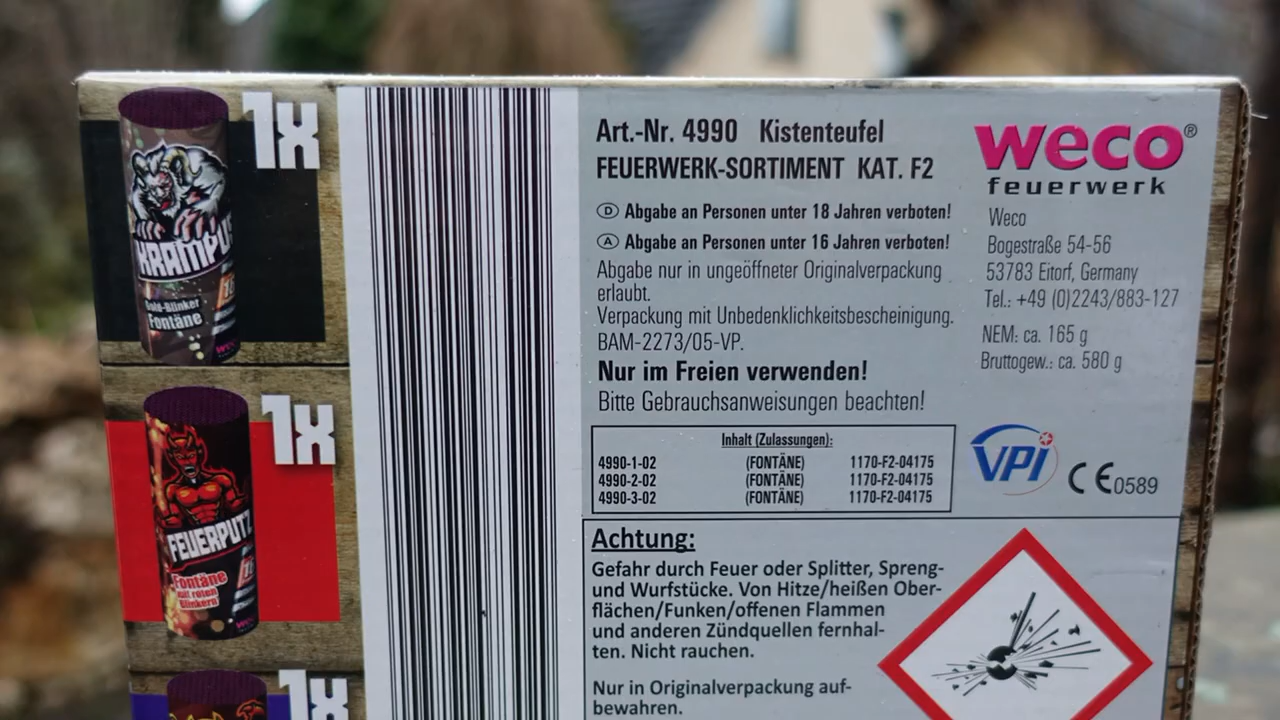 1x
KRAMPU
Gold-Blinker
Fontäne
1x
FEUERPUTZ
Fontäne
mit roten
Blinkern
1x
Art.-Nr. 4990 Kistenteufel
FEUERWERK-SORTIMENT KAT. F2
D Abgabe an Personen unter 18 Jahren verboten!
A Abgabe an Personen unter 16 Jahren verboten!
Abgabe nur in ungeöffneter Originalverpackung
erlaubt.
Verpackung mit Unbedenklichkeitsbescheinigung.
BAM-2273/05-VP.
Nur im Freien verwenden!
Bitte Gebrauchsanweisungen beachten!
weco®
feuerwerk
Weco
Bogestraße 54-56
53783 Eitorf, Germany
Tel.: +49 (0)2243/883-127
NEM: ca. 165 g
Bruttogew.: ca. 580 g
Inhalt (Zulassungen):
4990-1-02 (FONTÄNE) 1170-F2-04175
4990-2-02 (FONTÄNE) 1170-F2-04175
4990-3-02 (FONTÄNE) 1170-F2-04175
VPi
CE0589
Achtung:
Gefahr durch Feuer oder Splitter, Spreng-
und Wurfstücke. Von Hitze/heißen Ober-
flächen/Funken/offenen Flammen
und anderen Zündquellen fernhal-
ten. Nicht rauchen.
Nur in Originalverpackung auf-
bewahren.